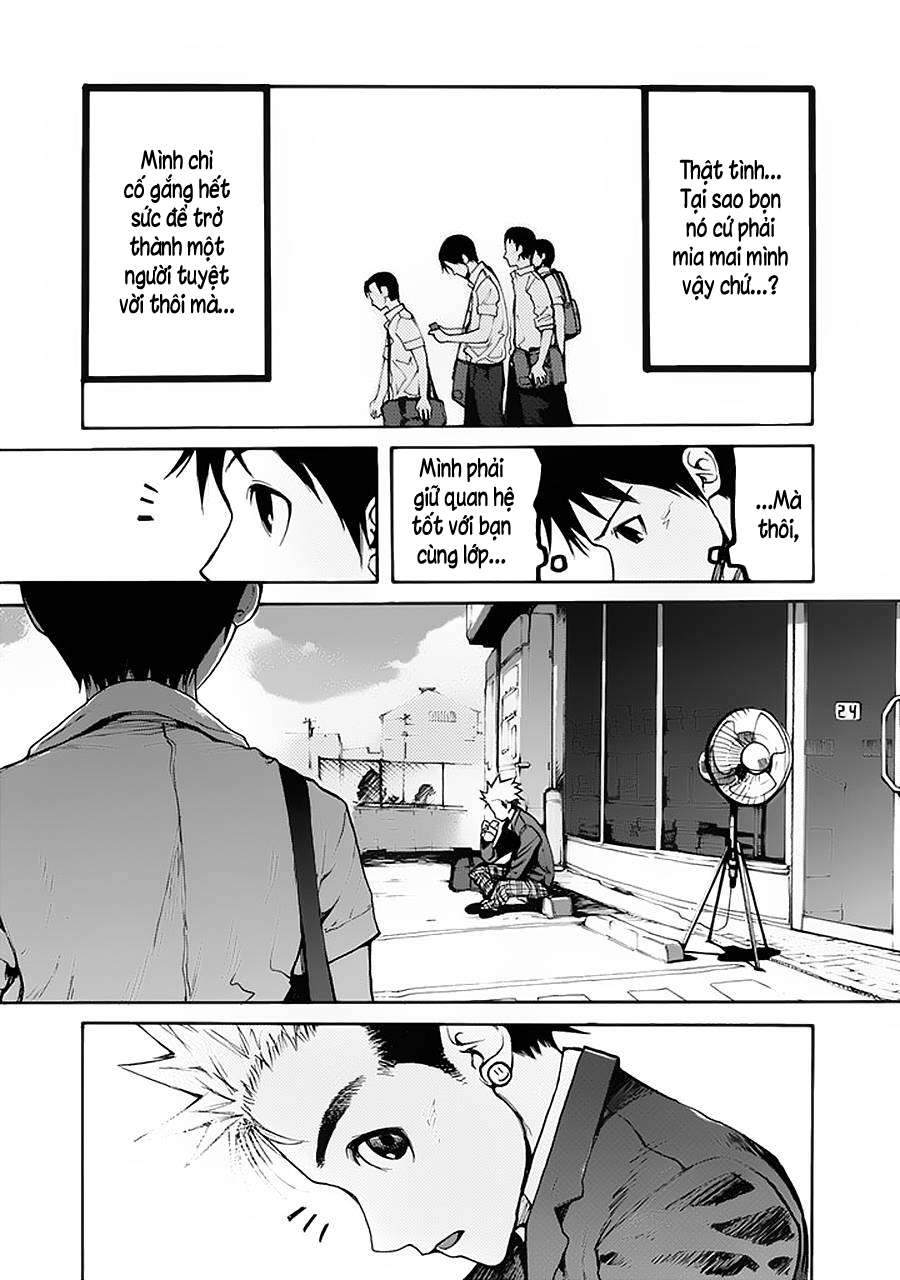 Thật tình...
Tại sao bọn
nó cứ phải
mỉa mai mình
vậy chứ...?
Mình chỉ
cố gắng hết
sức để trở
thành một
người tuyệt
vời thôi mà...
...Mà
thôi,
Mình phải
giữ quan hệ
tốt với bạn
cùng lớp...
24